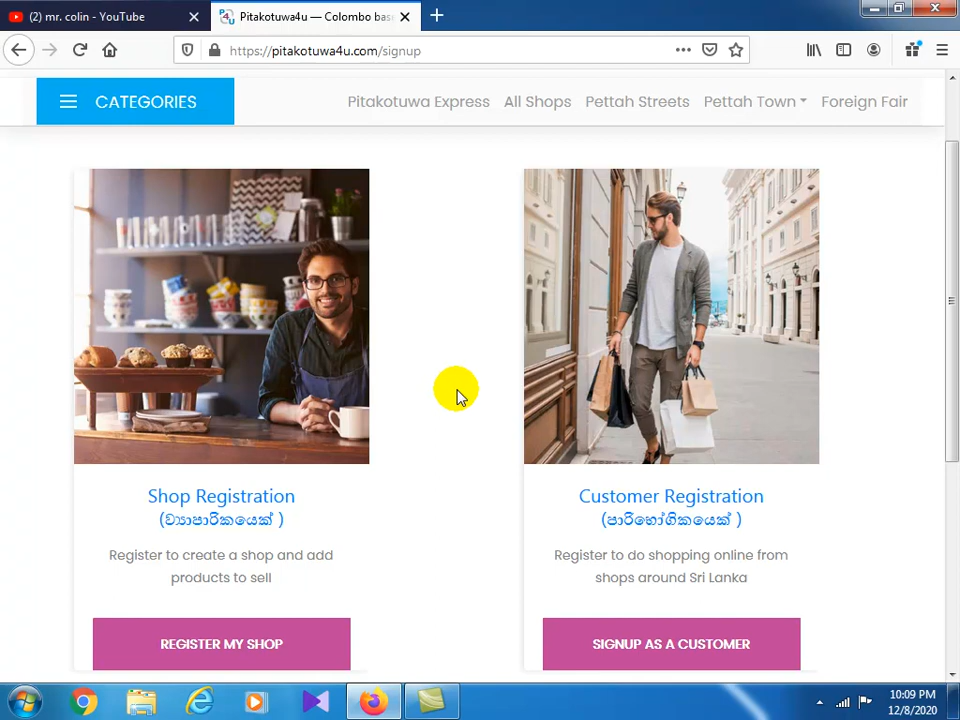 (2) mr. colin - YouTube
Pitakotuwa4u — Colombo bas
https://pitakotuwa4u.com/signup
CATEGORIES
Pitakotuwa Express All Shops Pettah Streets Pettah Town Foreign Fair
Shop Registration
(ව්‍යාපාරිකයෙක් )
Register to create a shop and add
products to sell
REGISTER MY SHOP
Customer Registration
(පාරිභෝගිකයෙක් )
Register to do shopping online from
shops around Sri Lanka
SIGNUP AS A CUSTOMER
10:09 PM
12/8/2020